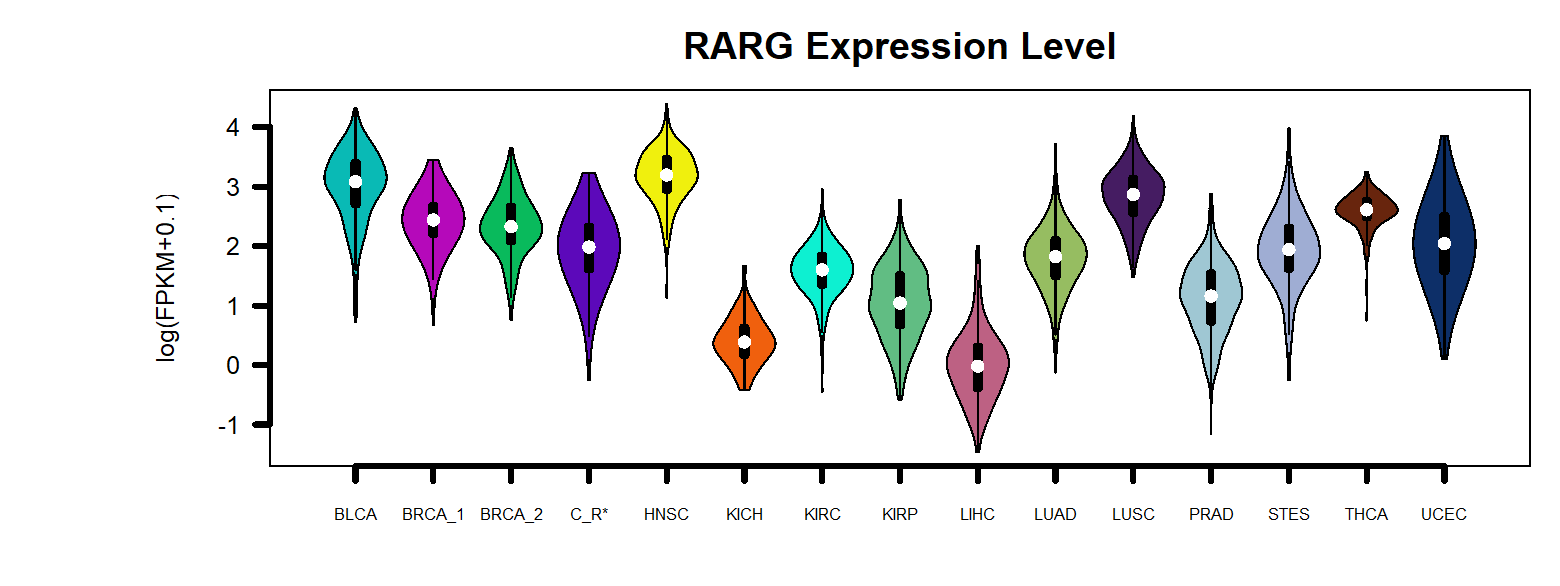 RARG Expression Level
log(FPKM+0.1)
4
3
2
1
0
-1
BLCA BRCA_1 BRCA_2 C_R* HNSC KICH KIRC KIRP LIHC LUAD LUSC PRAD STES THCA UCEC